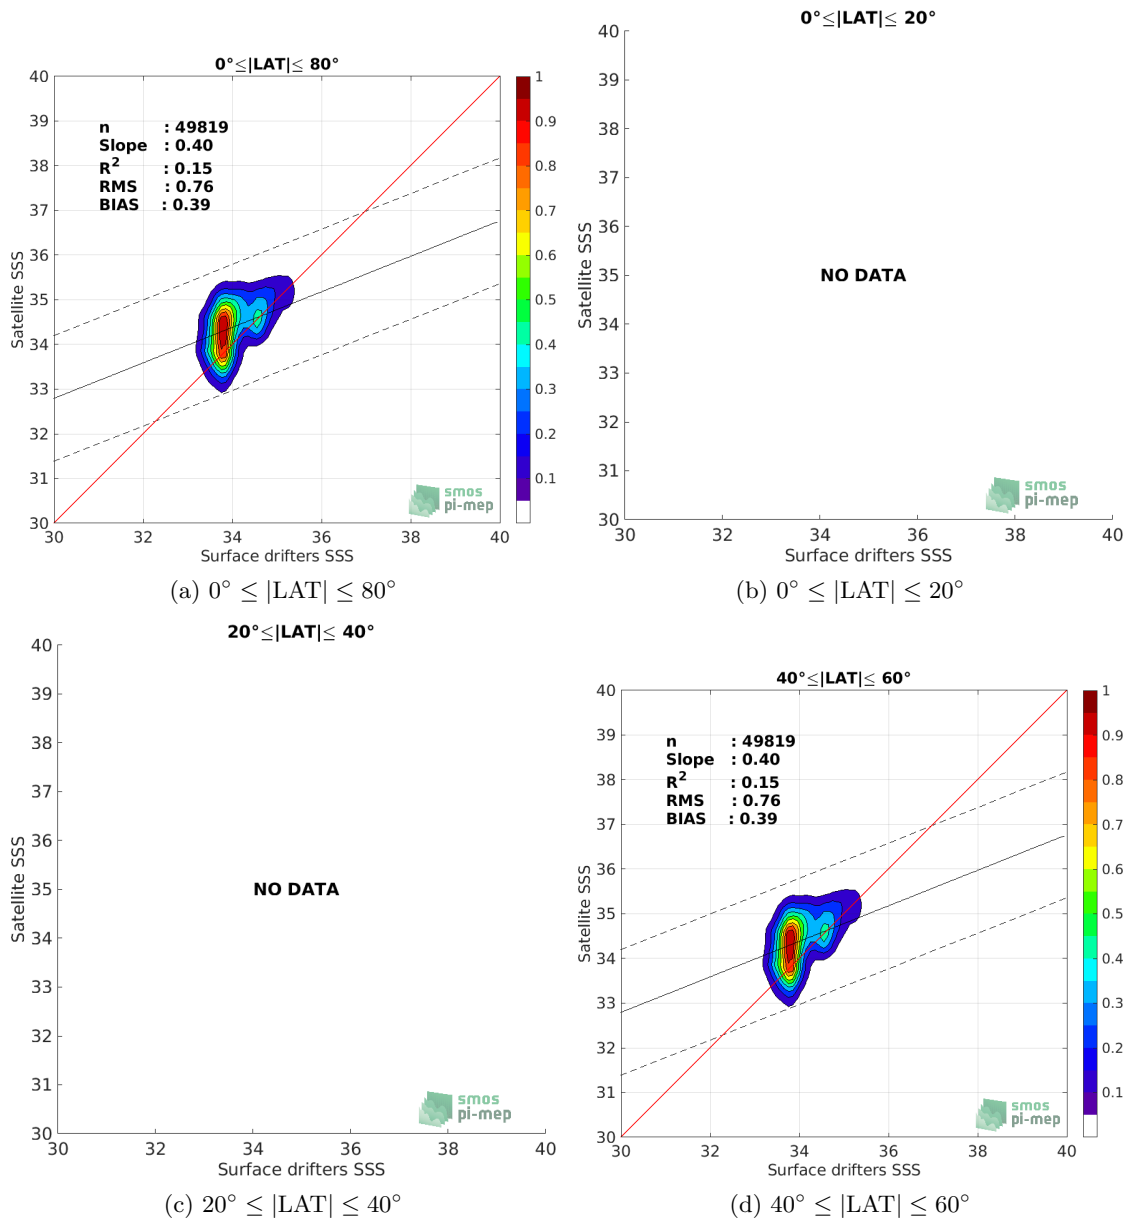 0°≤|LAT|≤ 80°
40
39
38
37
36
35
34
33
32
31
30
Satellite SSS
n : 49819
Slope : 0.40
R2 : 0.15
RMS : 0.76
BIAS : 0.39
smos
pi-mep
30 32 34 36 38 40
Surface drifters SSS
1
0.9
0.8
0.7
0.6
0.5
0.4
0.3
0.2
0.1
(a) 0° ≤ |LAT| ≤ 80°
0°≤|LAT|≤ 20°
40
39
38
37
36
35
34
33
32
31
30
Satellite SSS
NO DATA
smos
pi-mep
30 32 34 36 38 40
Surface drifters SSS
(b) 0° ≤ |LAT| ≤ 20°
20°≤|LAT|≤ 40°
40
39
38
37
36
35
34
33
32
31
30
Satellite SSS
NO DATA
smos
pi-mep
30 32 34 36 38 40
Surface drifters SSS
(c) 20° ≤ |LAT| ≤ 40°
40°≤|LAT|≤ 60°
40
39
38
37
36
35
34
33
32
31
30
Satellite SSS
n : 49819
Slope : 0.40
R2 : 0.15
RMS : 0.76
BIAS : 0.39
smos
pi-mep
30 32 34 36 38 40
Surface drifters SSS
1
0.9
0.8
0.7
0.6
0.5
0.4
0.3
0.2
0.1
(d) 40° ≤ |LAT| ≤ 60°